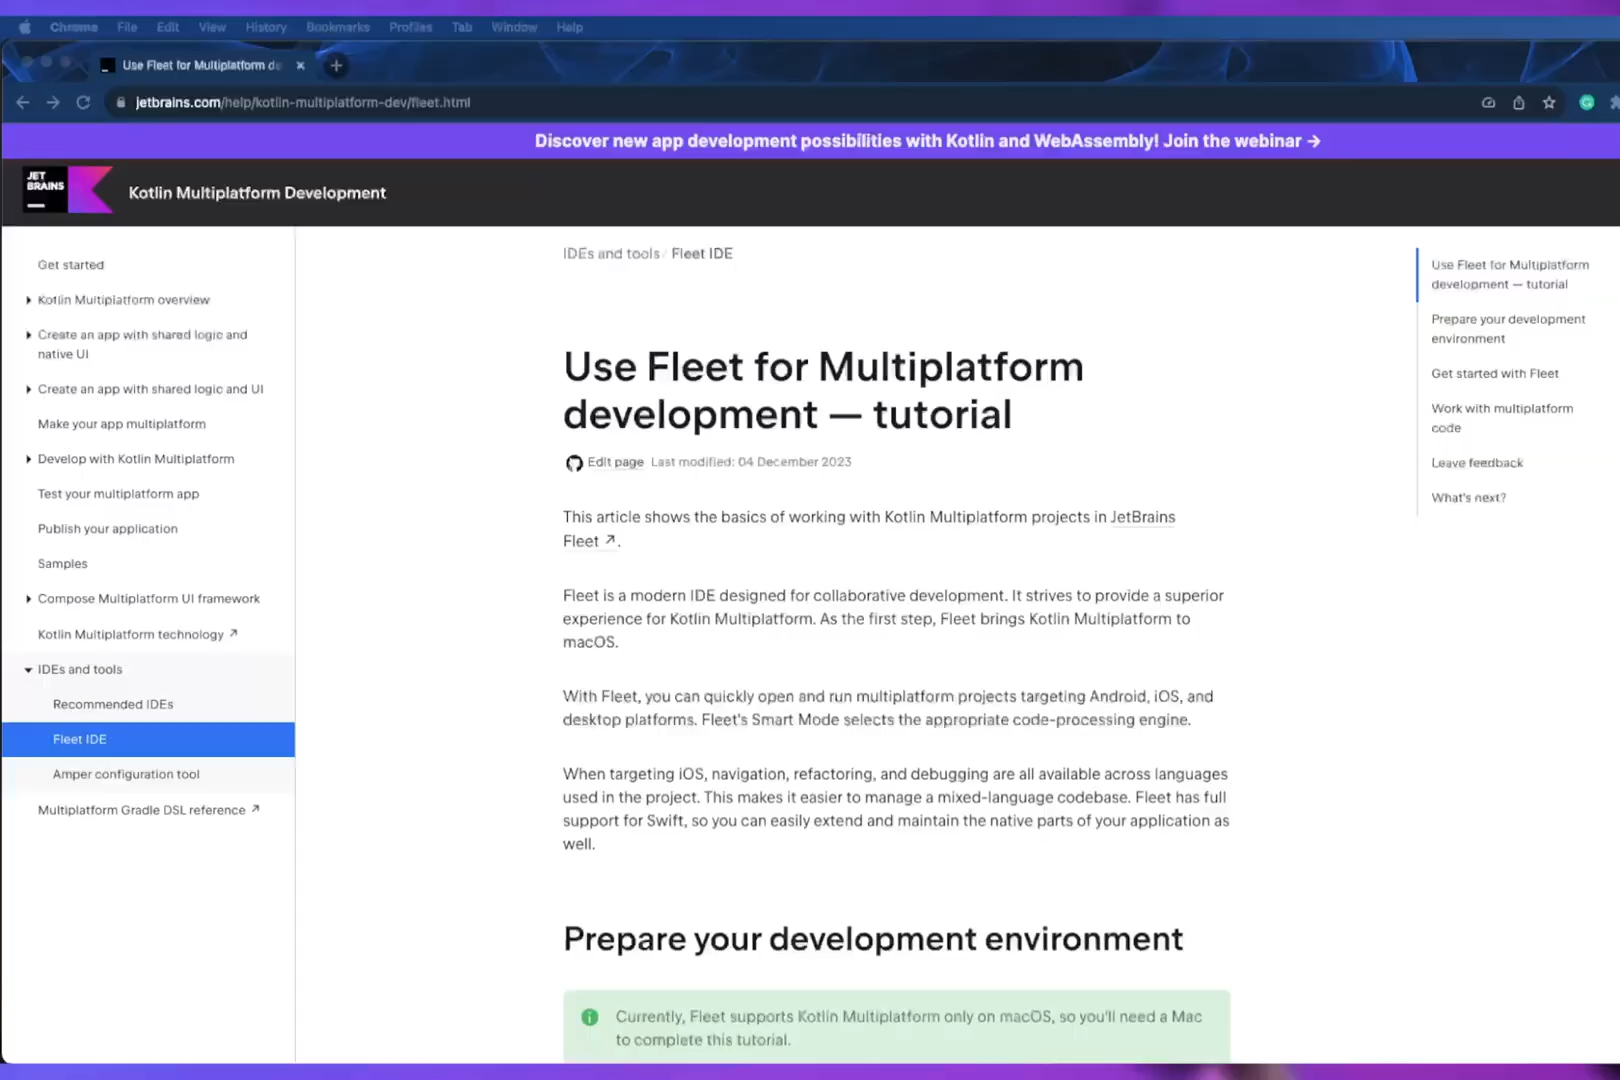 Chrome File Edit View History Bookmarks Profiles Tab Window Help
Use Fleet for Multiplatform de
jetbrains.com/help/kotlin-multiplatform-dev/fleet.html
Discover new app development possibilities with Kotlin and WebAssembly! Join the webinar →
JET
BRAINS
Kotlin Multiplatform Development
Get started
Kotlin Multiplatform overview
Create an app with shared logic and
native UI
Create an app with shared logic and UI
Make your app multiplatform
Develop with Kotlin Multiplatform
Test your multiplatform app
Publish your application
Samples
Compose Multiplatform UI framework
Kotlin Multiplatform technology ↗
IDEs and tools
Recommended IDEs
Fleet IDE
Amper configuration tool
Multiplatform Gradle DSL reference ↗
IDEs and tools / Fleet IDE
Use Fleet for Multiplatform
development — tutorial
Edit page Last modified: 04 December 2023
This article shows the basics of working with Kotlin Multiplatform projects in JetBrains
Fleet ↗.
Fleet is a modern IDE designed for collaborative development. It strives to provide a superior
experience for Kotlin Multiplatform. As the first step, Fleet brings Kotlin Multiplatform to
macOS.
With Fleet, you can quickly open and run multiplatform projects targeting Android, iOS, and
desktop platforms. Fleet's Smart Mode selects the appropriate code-processing engine.
When targeting iOS, navigation, refactoring, and debugging are all available across languages
used in the project. This makes it easier to manage a mixed-language codebase. Fleet has full
support for Swift, so you can easily extend and maintain the native parts of your application as
well.
Prepare your development environment
Currently, Fleet supports Kotlin Multiplatform only on macOS, so you'll need a Mac
to complete this tutorial.
Use Fleet for Multiplatform
development — tutorial
Prepare your development
environment
Get started with Fleet
Work with multiplatform
code
Leave feedback
What's next?